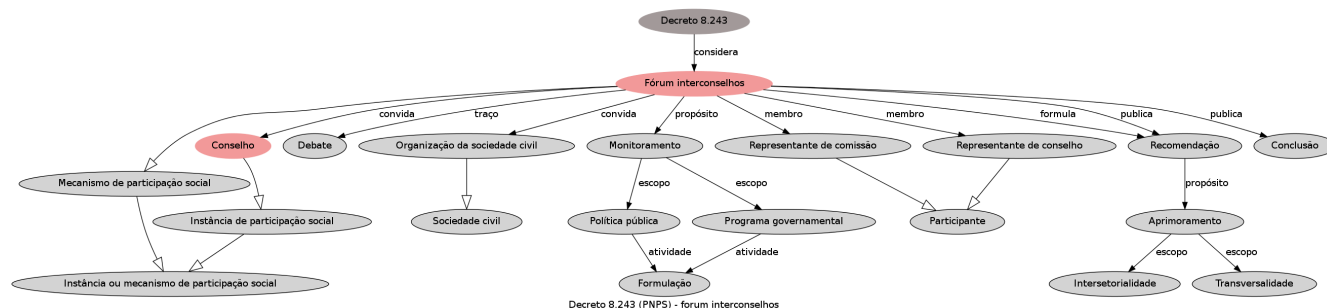 Decreto 8.243
considera
Fórum interconselhos
convida
traço
convida
propósito
membro
membro
formula
publica
publica
Conselho
Debate
Organização da sociedade civil
Monitoramento
Representante de comissão
Representante de conselho
Recomendação
Conclusão
Mecanismo de participação social
escopo
escopo
propósito
Instância de participação social
Sociedade civil
Política pública
Programa governamental
Participante
Aprimoramento
atividade
atividade
escopo
escopo
Instância ou mecanismo de participação social
Formulação
Intersetorialidade
Transversalidade
Decreto 8.243 (PNPS) - forum interconselhos